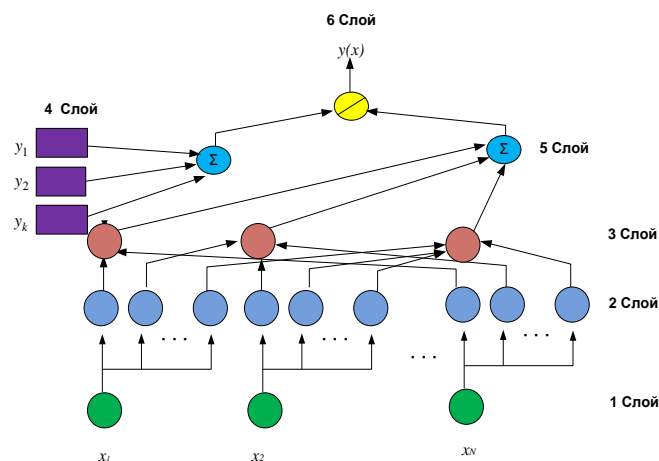 6 Слой
y(x)
4 Слой
y1
Σ
Σ
5 Слой
y2
yk
3 Слой
2 Слой
. . .
. . .
. . .
. . .
1 Слой
x1
x2
xN